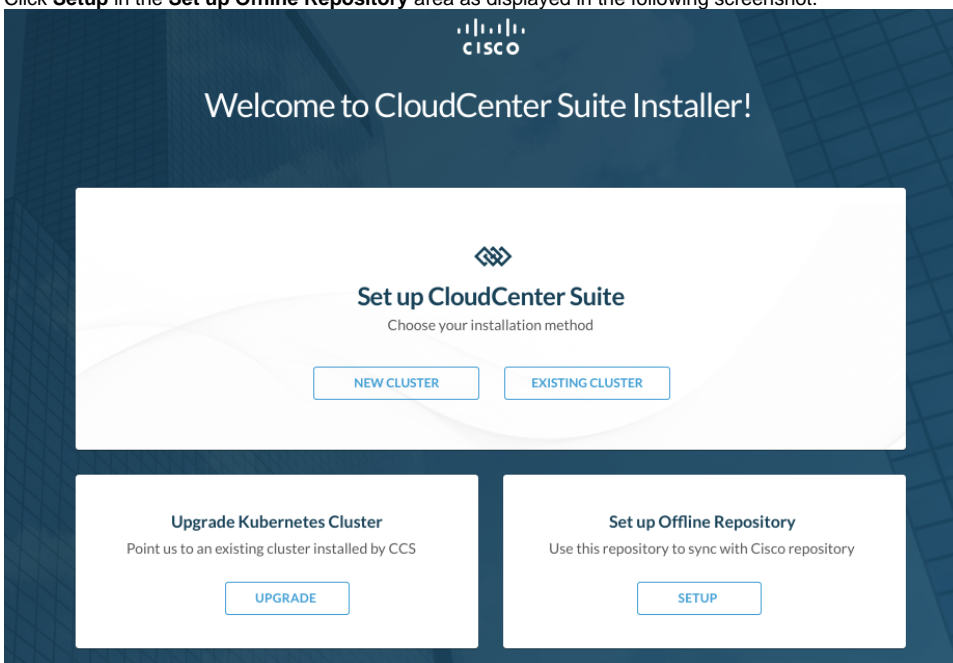 Click Setup in the Set up Offline Repository area as displayed in the following screenshot.
CISCO
Welcome to CloudCenter Suite Installer!
Set up CloudCenter Suite
Choose your installation method
NEW CLUSTER
EXISTING CLUSTER
Upgrade Kubernetes Cluster
Point us to an existing cluster installed by CCS
UPGRADE
Set up Offline Repository
Use this repository to sync with Cisco repository
SETUP